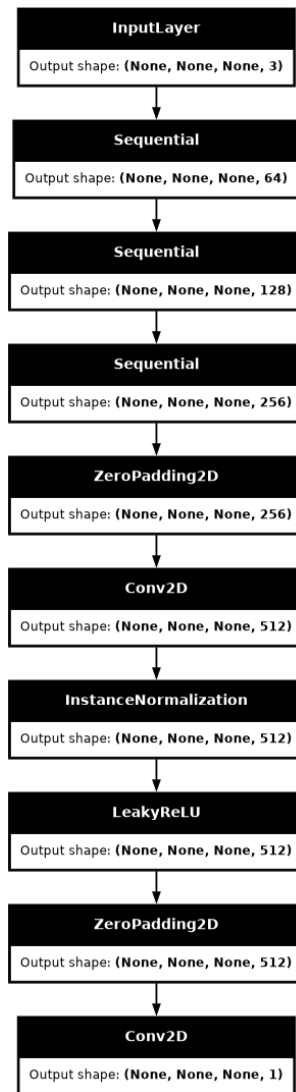 InputLayer
Output shape: (None, None, None, 3)
Sequential
Output shape: (None, None, None, 64)
Sequential
Output shape: (None, None, None, 128)
Sequential
Output shape: (None, None, None, 256)
ZeroPadding2D
Output shape: (None, None, None, 256)
Conv2D
Output shape: (None, None, None, 512)
InstanceNormalization
Output shape: (None, None, None, 512)
LeakyReLU
Output shape: (None, None, None, 512)
ZeroPadding2D
Output shape: (None, None, None, 512)
Conv2D
Output shape: (None, None, None, 1)